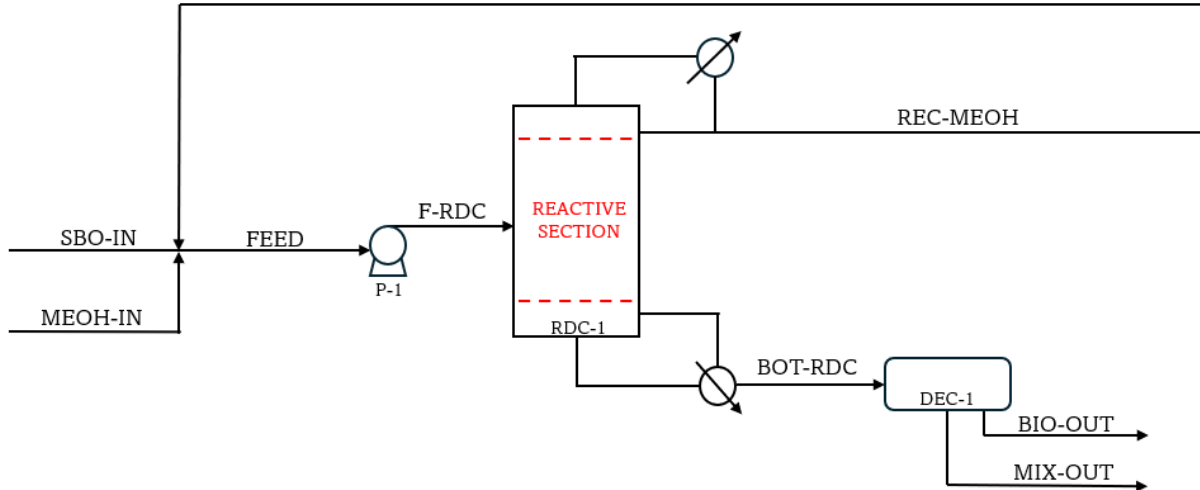 REC-MEOH
REACTIVE
SECTION
F-RDC
SBO-IN
FEED
P-1
MEOH-IN
RDC-1
BOT-RDC
DEC-1
BIO-OUT
MIX-OUT